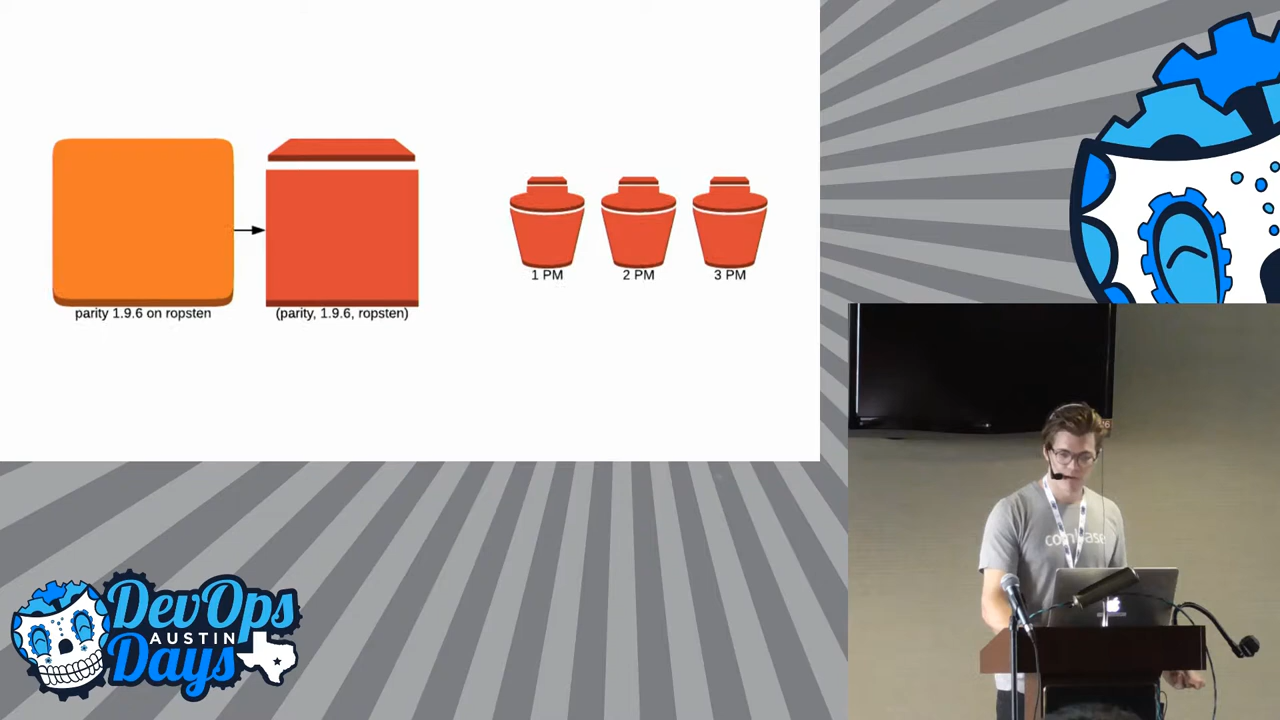 parity 1.9.6 on ropsten
(parity, 1.9.6, ropsten)
1 PM
2 PM
3 PM
coinbase
DevOps
AUSTIN
Days